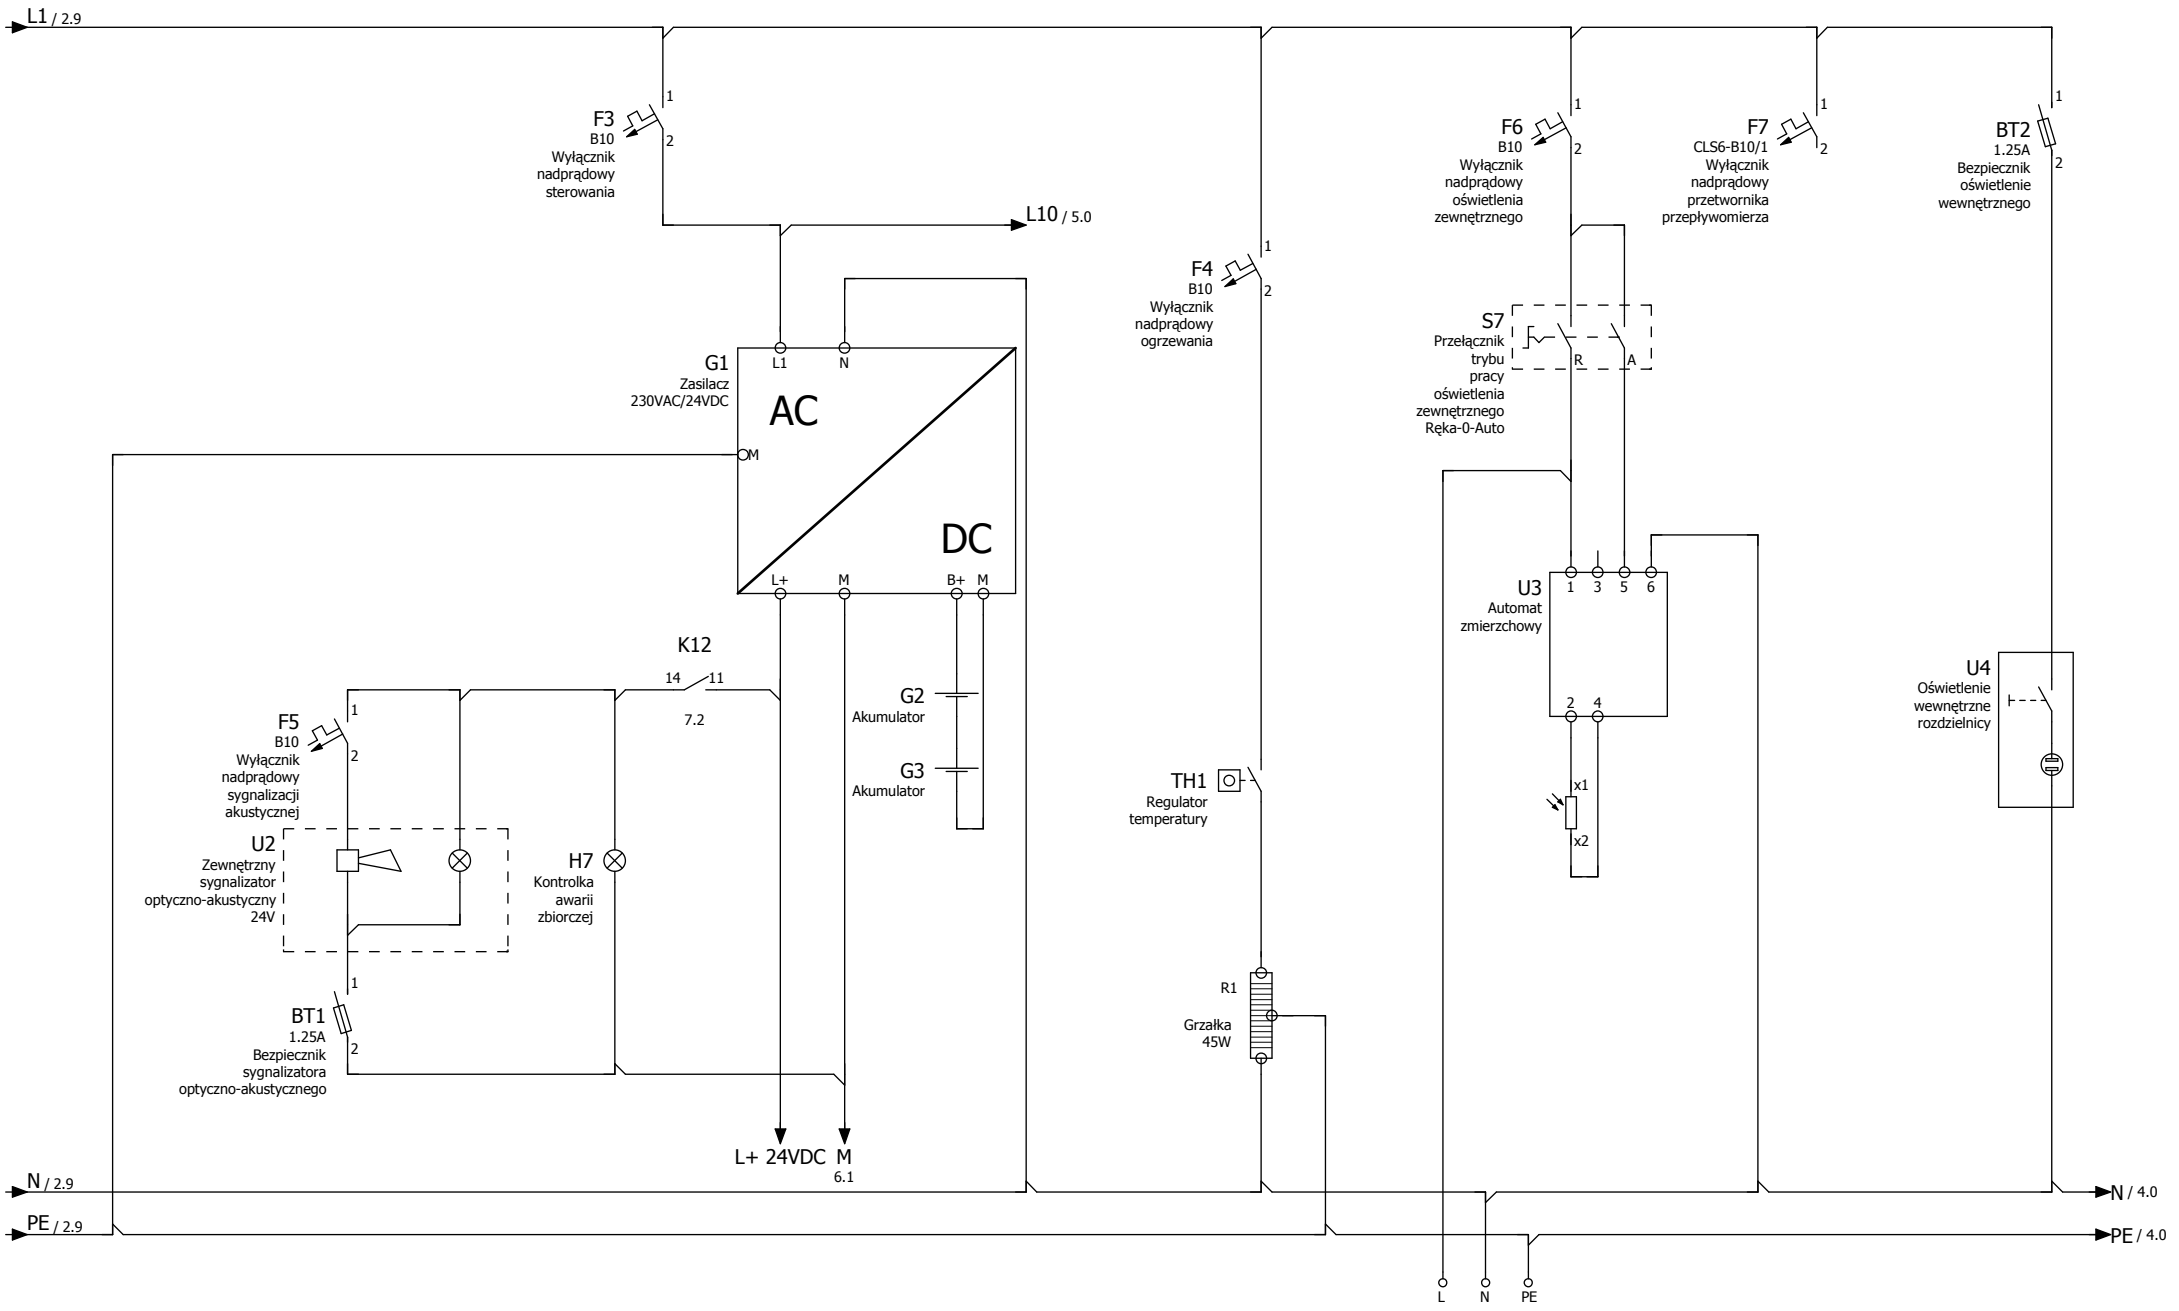 L1 / 2.9
F3
B10
Wyłącznik
nadprądowy
sterowania
1
2
L10 / 5.0
F4
B10
Wyłącznik
nadprądowy
ogrzewania
1
2
F6
B10
Wyłącznik
nadprądowy
oświetlenia
zewnętrznego
1
2
F7
CLS6-B10/1
Wyłącznik
nadprądowy
przetwornika
przepływomierza
1
2
BT2
1.25A
Bezpiecznik
oświetlenie
wewnętrznego
1
2
S7
Przełącznik
trybu
pracy
oświetlenia
zewnętrznego
Ręka-0-Auto
R A
G1
Zasilacz
230VAC/24VDC
L1 N
AC
M
DC
L+ M B+ M
K12
14 11
7.2
G2
Akumulator
G3
Akumulator
F5
B10
Wyłącznik
nadprądowy
sygnalizacji
akustycznej
1
2
U2
Zewnętrzny
sygnalizator
optyczno-akustyczny
24V
H7
Kontrolka
awarii
zbiorczej
BT1
1.25A
Bezpiecznik
sygnalizatora
optyczno-akustycznego
1
2
L+ 24VDC M
6.1
TH1
Regulator
temperatury
R1
Grzałka
45W
U3
Automat
zmierzchowy
1 3 5 6
2 4
x1
x2
U4
Oświetlenie
wewnętrzne
rozdzielnicy
N / 2.9
N / 4.0
PE / 2.9
PE / 4.0
L N PE